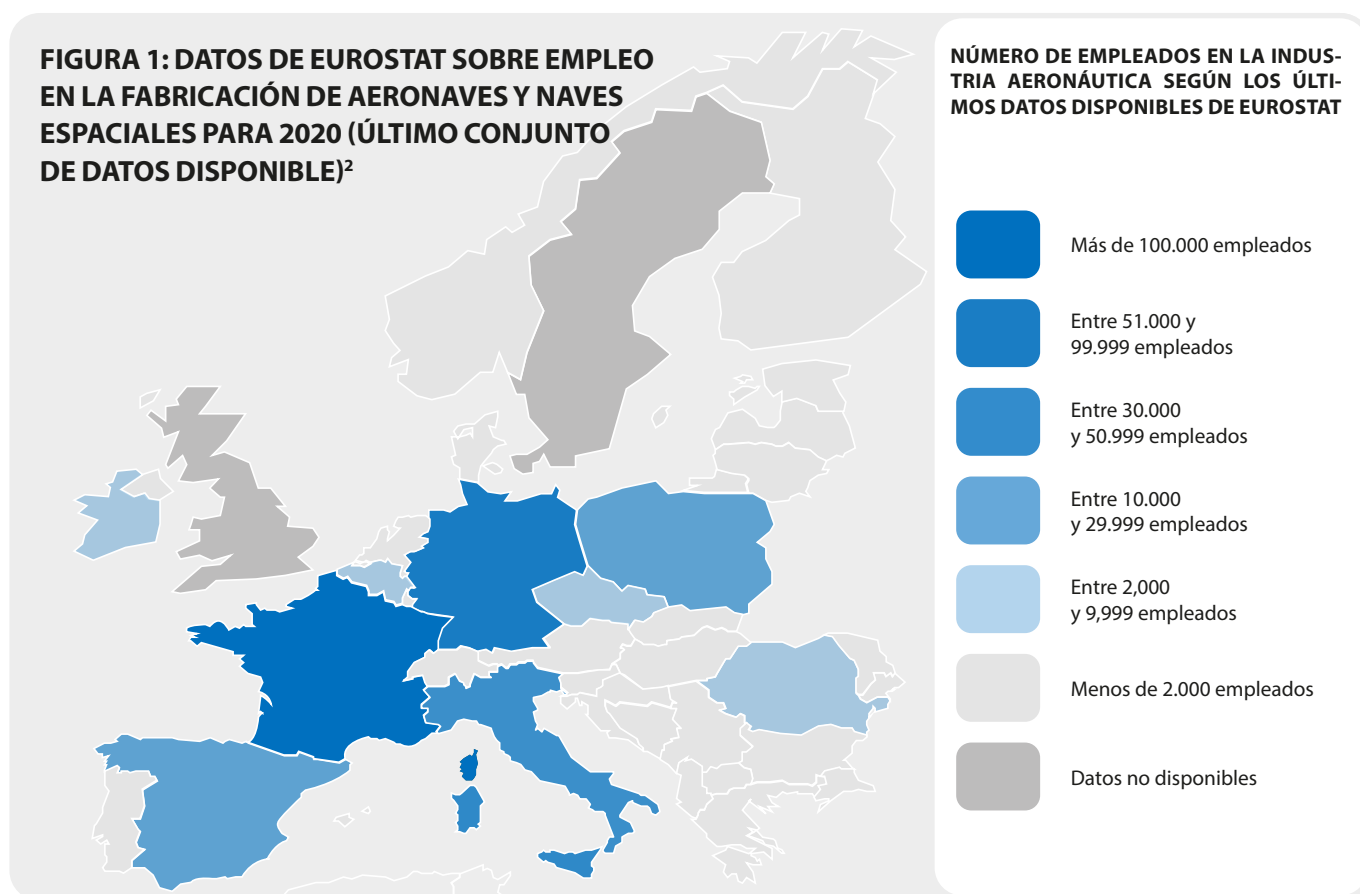 FIGURA 1: DATOS DE EUROSTAT SOBRE EMPLEO
EN LA FABRICACIÓN DE AERONAVES Y NAVES
ESPACIALES PARA 2020 (ÚLTIMO CONJUNTO
DE DATOS DISPONIBLE)²
NÚMERO DE EMPLEADOS EN LA INDUS-
TRIA AERONÁUTICA SEGÚN LOS ÚLTI-
MOS DATOS DISPONIBLES DE EUROSTAT
Más de 100.000 empleados
Entre 51.000 y
99.999 empleados
Entre 30.000
y 50.999 empleados
Entre 10.000
y 29.999 empleados
Entre 2,000
y 9,999 empleados
Menos de 2.000 empleados
Datos no disponibles